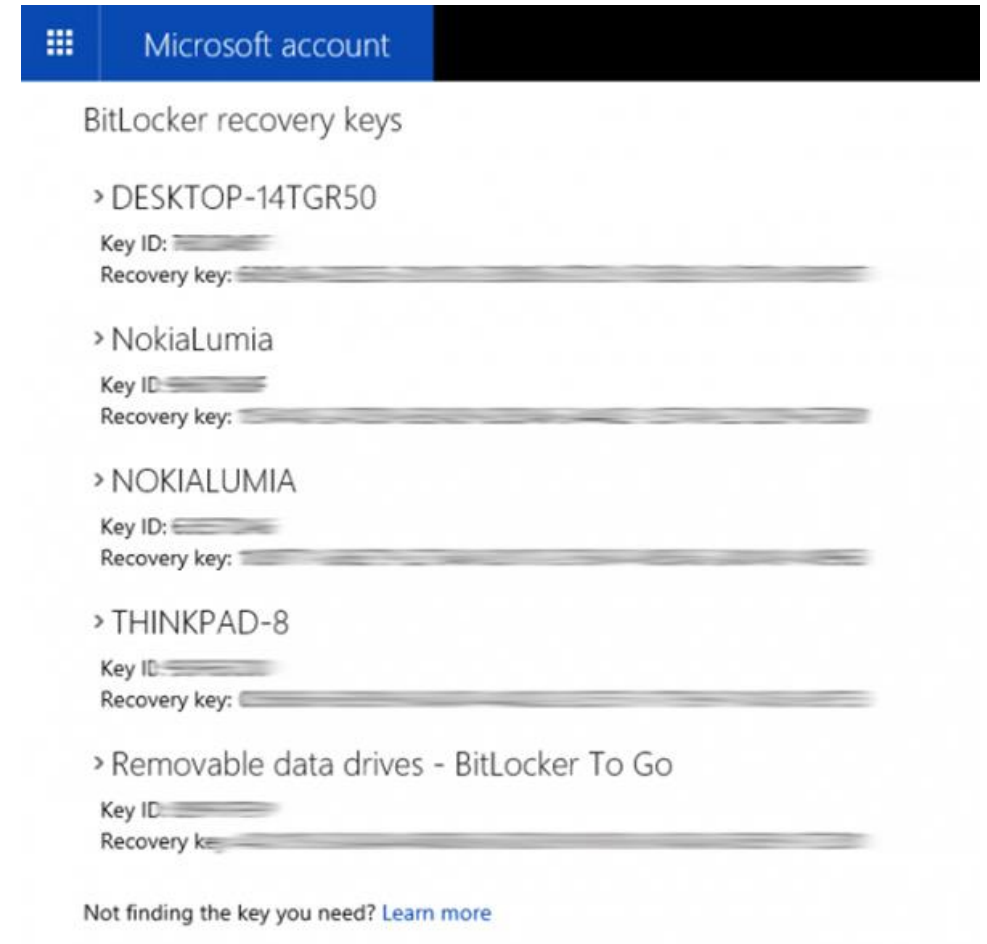 Microsoft account
BitLocker recovery keys
DESKTOP-14TGR50
Key ID:
Recovery key:
NokiaLumia
Key ID
Recovery key:
NOKIALUMIA
Key ID:
Recovery key:
THINKPAD-8
Key ID:
Recovery key:
Removable data drives - BitLocker To Go
Key ID
Recovery
Not finding the key you need? Learn more